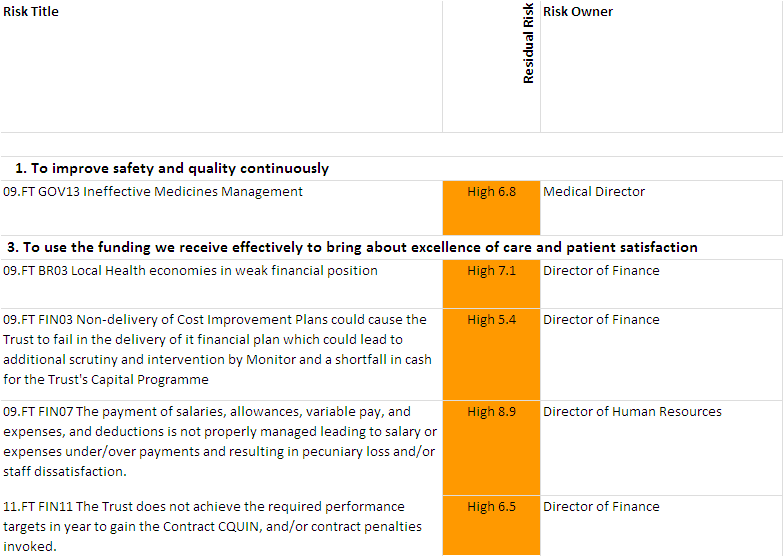 Risk Title
Residual Risk
Risk Owner
1. To improve safety and quality continuously
09.FT GOV13 Ineffective Medicines Management
High 6.8
Medical Director
3. To use the funding we receive effectively to bring about excellence of care and patient satisfaction
09.FT BR03 Local Health economies in weak financial position
High 7.1
Director of Finance
09.FT FIN03 Non-delivery of Cost Improvement Plans could cause the
Trust to fail in the delivery of it financial plan which could lead to
additional scrutiny and intervention by Monitor and a shortfall in cash
for the Trust's Capital Programme
High 5.4
Director of Finance
09.FT FIN07 The payment of salaries, allowances, variable pay, and
expenses, and deductions is not properly managed leading to salary or
expenses under/over payments and resulting in pecuniary loss and/or
staff dissatisfaction.
High 8.9
Director of Human Resources
11.FT FIN11 The Trust does not achieve the required performance
targets in year to gain the Contract CQUIN, and/or contract penalties
invoked.
High 6.5
Director of Finance